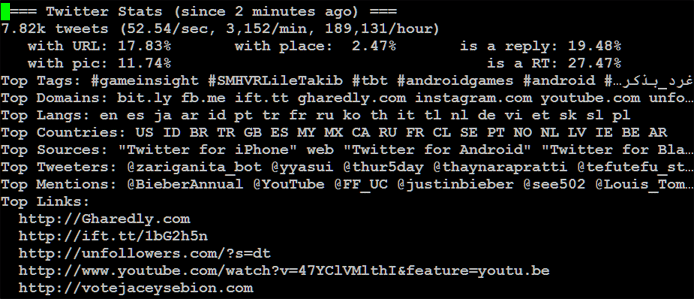 === Twitter Stats (since 2 minutes ago) ===
7.82k tweets (52.54/sec, 3,152/min, 189,131/hour)
with URL: 17.83% with place: 2.47% is a reply: 19.48%
with pic: 11.74% is a RT: 27.47%
Top Tags: #gameinsight #SMHVRLileTakib #tbt #androidgames #android #غرد_بذكر…
Top Domains: bit.ly fb.me ift.tt gharedly.com instagram.com youtube.com unfo…
Top Langs: en es ja ar id pt tr fr ru ko th it tl nl de vi et sk sl pl
Top Countries: US ID BR TR GB ES MY MX CA RU FR CL SE PT NO NL LV IE BE AR
Top Sources: "Twitter for iPhone" web "Twitter for Android" "Twitter for Bla…
Top Tweeters: @zariganita_bot @yyasui @thur5day @thaynarapratti @tefutefu_st…
Top Mentions: @BieberAnnual @YouTube @FF_UC @justinbieber @see502 @Louis_Tom…
Top Links:
http://Gharedly.com
http://ift.tt/1bG2h5n
http://unfollowers.com/?s=dt
http://www.youtube.com/watch?v=47YClVMlthI&feature=youtu.be
http://votejaceysebion.com